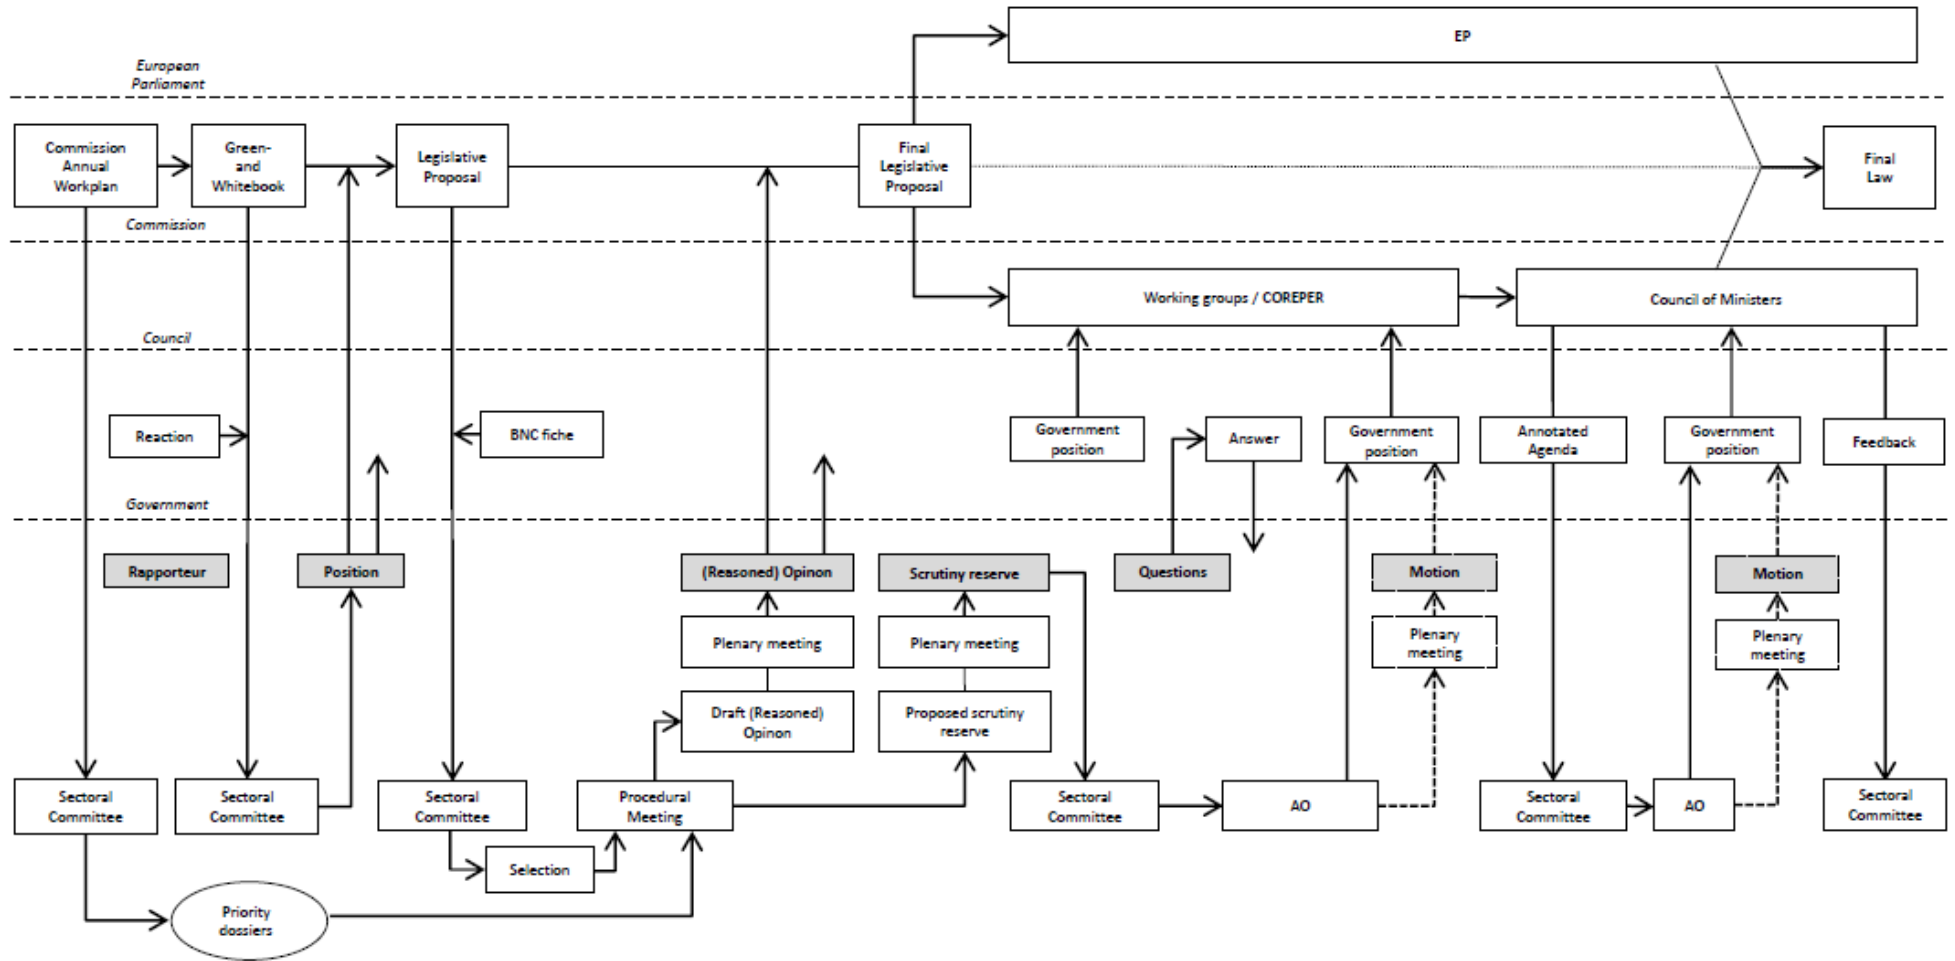 EP
European
Parliament
Commission
Annual
Workplan
Green-
and
Whitebook
Legislative
Proposal
Final
Legislative
Proposal
Final
Law
Commission
Working groups / COREPER
Council of Ministers
Council
Reaction
BNC fiche
Government
position
Answer
Government
position
Annotated
Agenda
Government
position
Feedback
Government
Rapporteur
Position
(Reasoned) Opinon
Scrutiny reserve
Questions
Motion
Motion
Plenary meeting
Plenary meeting
Plenary
meeting
Plenary
meeting
Draft (Reasoned)
Opinon
Proposed scrutiny
reserve
Sectoral
Committee
Sectoral
Committee
Sectoral
Committee
Procedural
Meeting
Sectoral
Committee
AO
Sectoral
Committee
AO
Sectoral
Committee
Selection
Priority
dossiers